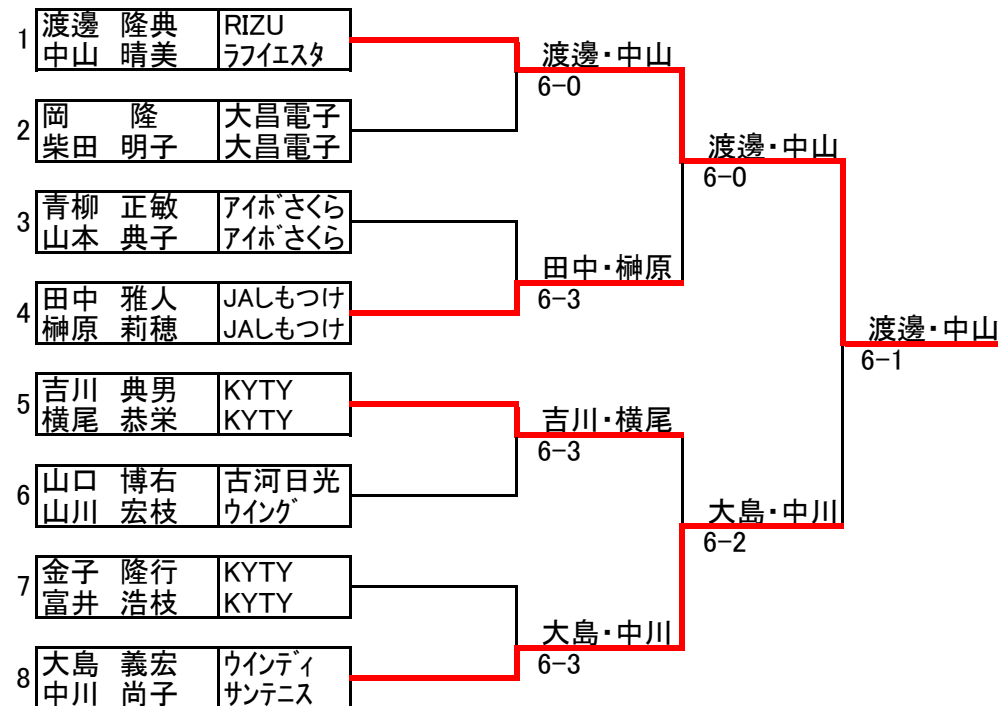 1 渡邊 隆典 RIZU
中山 晴美 ラフイエスタ
2 岡 隆 大昌電子
柴田 明子 大昌電子
3 青柳 正敏 アイボさくら
山本 典子 アイボさくら
4 田中 雅人 JAしもつけ
榊原 莉穂 JAしもつけ
5 吉川 典男 KYTY
横尾 恭栄 KYTY
6 山口 博右 古河日光
山川 宏枝 ウイング
7 金子 隆行 KYTY
富井 浩枝 KYTY
8 大島 義宏 ウインディ
中川 尚子 サンテニス
渡邊・中山
6-0
田中・榊原
6-3
吉川・横尾
6-3
大島・中川
6-3
渡邊・中山
6-0
大島・中川
6-2
渡邊・中山
6-1